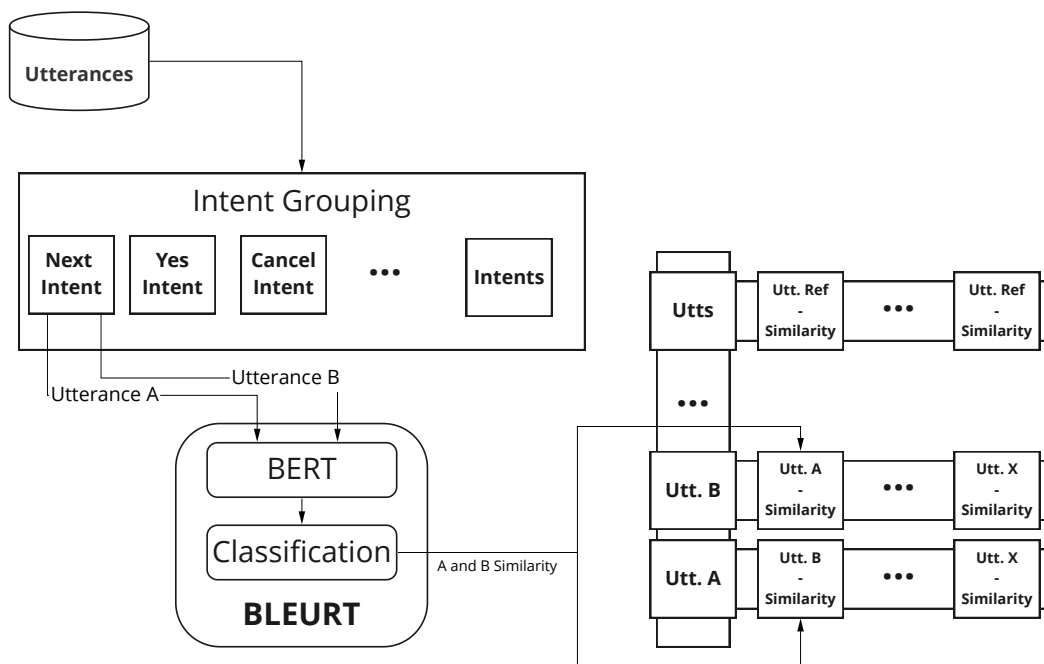 Utterances
Intent Grouping
Next
Intent
Yes
Intent
Cancel
Intent
•••
Intents
Utterance A
Utterance B
BERT
Classification
BLEURT
A and B Similarity
Utts
Utt. Ref
-
Similarity
•••
Utt. Ref
-
Similarity
•••
Utt. B
Utt. A
-
Similarity
•••
Utt. X
-
Similarity
Utt. A
Utt. B
-
Similarity
•••
Utt. X
-
Similarity